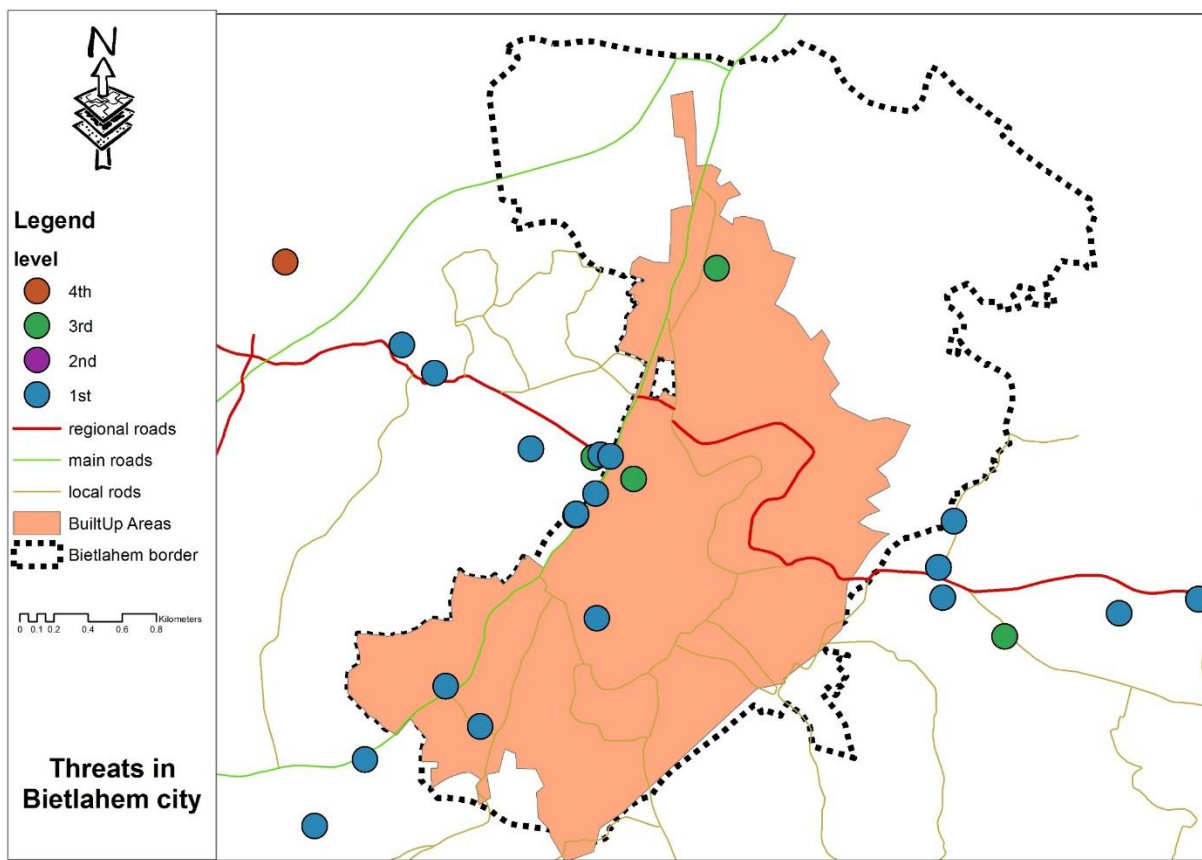 N
Legend
level
4th
3rd
2nd
1st
regional roads
main roads
local rods
BuiltUp Areas
Bietlahem border
Kilometers
0 0.1 0.2 0.4 0.6 0.8
Threats in
Bietlahem city